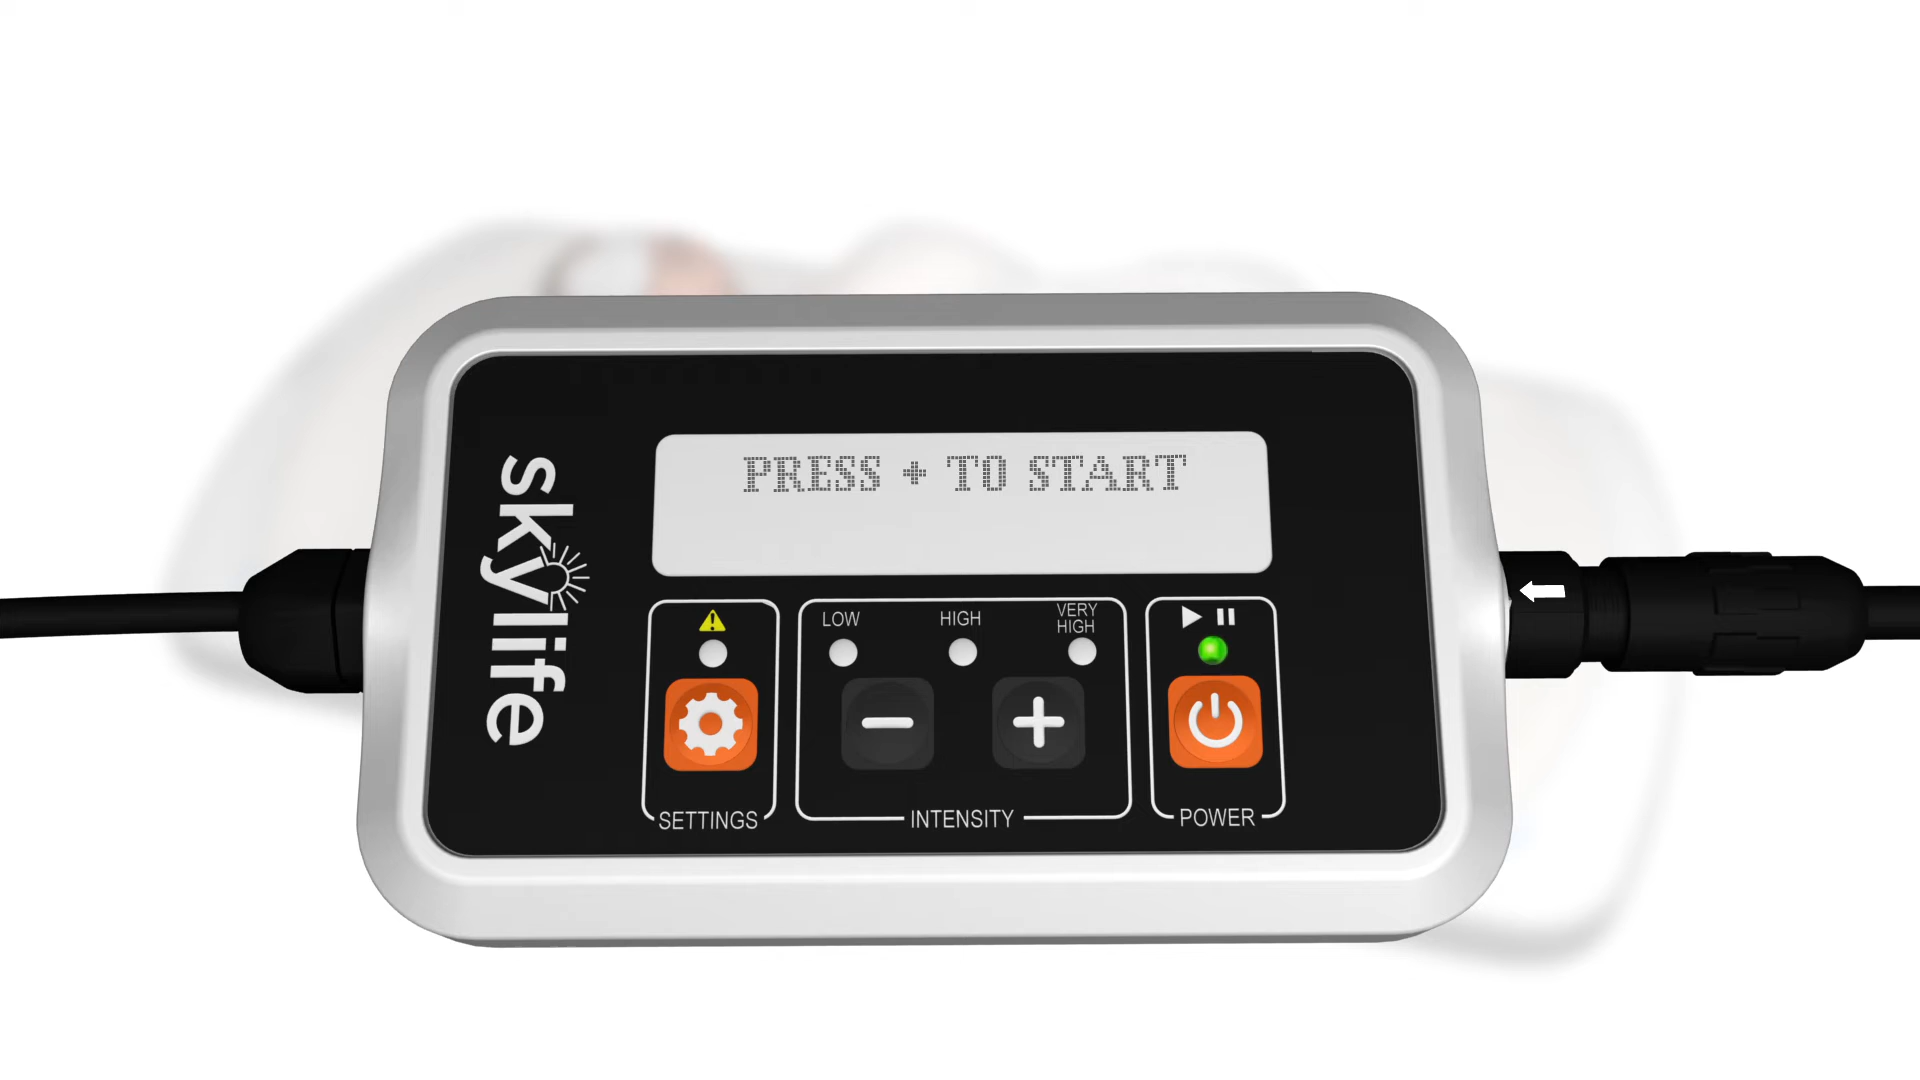 PRESS + TO START
skylife
LOW
HIGH
VERY
HIGH
SETTINGS
INTENSITY
POWER